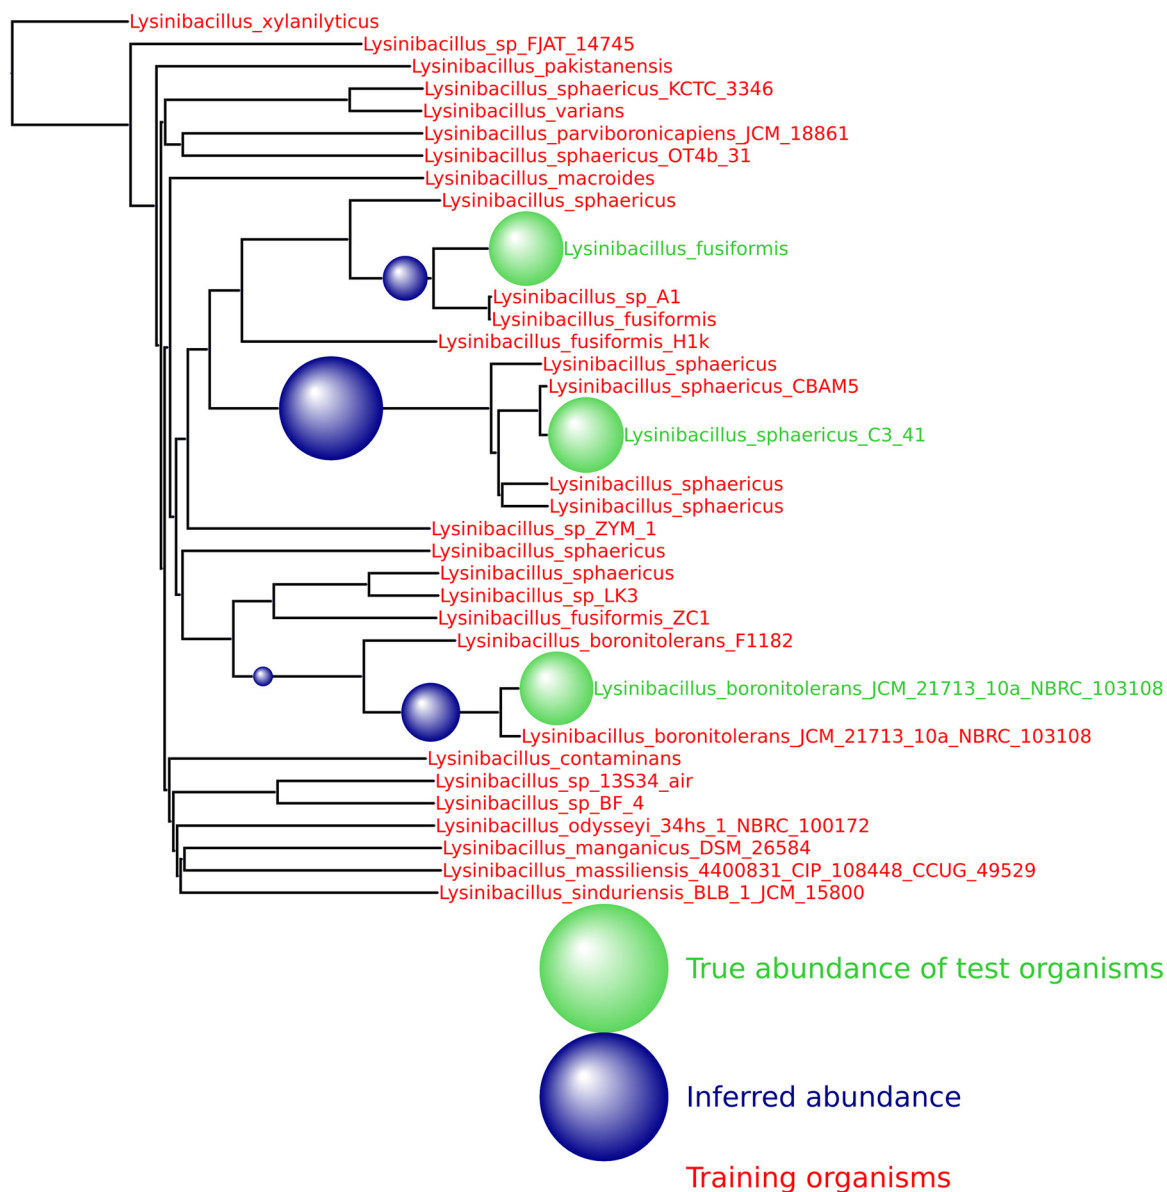 Lysinibacillus_xylanilyticus
Lysinibacillus_sp_FJAT_14745
Lysinibacillus_pakistanensis
Lysinibacillus_sphaericus_KCTC_3346
Lysinibacillus_varians
Lysinibacillus_parviboronicapiens_JCM_18861
Lysinibacillus_sphaericus_OT4b_31
Lysinibacillus_macroides
Lysinibacillus_sphaericus
Lysinibacillus_fusiformis
Lysinibacillus_sp_A1
Lysinibacillus_fusiformis
Lysinibacillus_fusiformis_H1k
Lysinibacillus_sphaericus
Lysinibacillus_sphaericus_CBAM5
Lysinibacillus_sphaericus_C3_41
Lysinibacillus_sphaericus
Lysinibacillus_sphaericus
Lysinibacillus_sp_ZYM_1
Lysinibacillus_sphaericus
Lysinibacillus_sphaericus
Lysinibacillus_sp_LK3
Lysinibacillus_fusiformis_ZC1
Lysinibacillus_boronitolerans_F1182
Lysinibacillus_boronitolerans_JCM_21713_10a_NBRC_103108
Lysinibacillus_boronitolerans_JCM_21713_10a_NBRC_103108
Lysinibacillus_contaminans
Lysinibacillus_sp_13S34_air
Lysinibacillus_sp_BF_4
Lysinibacillus_odysseyi_34hs_1_NBRC_100172
Lysinibacillus_manganicus_DSM_26584
Lysinibacillus_massiliensis_4400831_CIP_108448_CCUG_49529
Lysinibacillus_sinduriensis_BLB_1_JCM_15800
True abundance of test organisms
Inferred abundance
Training organisms